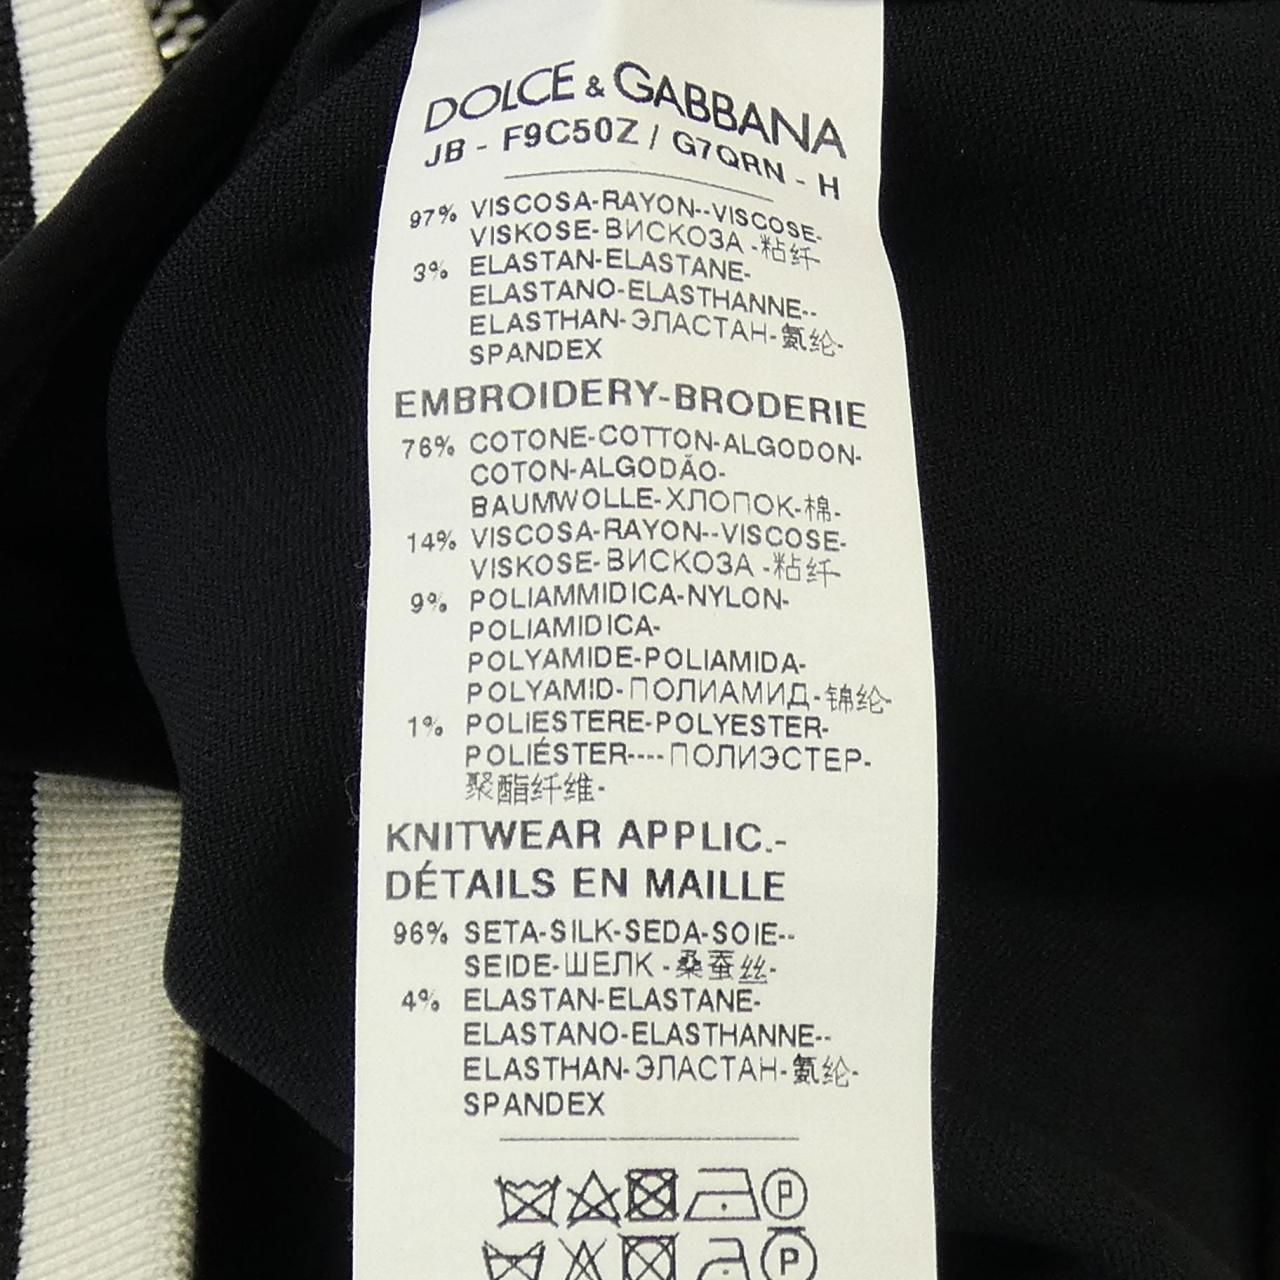 DOLCE & GABBANA
JB - F9C50Z / G7QRN - H
97% VISCOSA-RAYON--VISCOSE-
VISKOSE-ВИСКОЗА -粘纤-
3% ELASTAN-ELASTANE-
ELASTANO-ELASTHANNE--
ELASTHAN-ЭЛАСТАН-氨纶-
SPANDEX
EMBROIDERY-BRODERIE
76% COTONE-COTTON-ALGODON-
COTON-ALGODÃO-
BAUMWOLLE-ХЛОПОК-棉-
14% VISCOSA-RAYON--VISCOSE-
VISKOSE-ВИСКОЗА -粘纤-
9% POLIAMMIDICA-NYLON-
POLIAMIDICA-
POLYAMIDE-POLIAMIDA-
POLYAMID-ПОЛИАМИД-锦纶-
1% POLIESTERE-POLYESTER-
POLIÉSTER----ПОЛИЭСТЕР-
聚酯纤维-
KNITWEAR APPLIC.-
DÉTAILS EN MAILLE
96% SETA-SILK-SEDA-SOIE--
SEIDE-ШЕЛК -桑蚕丝-
4% ELASTAN-ELASTANE-
ELASTANO-ELASTHANNE--
ELASTHAN-ЭЛАСТАН-氨纶-
SPANDEX
P
P